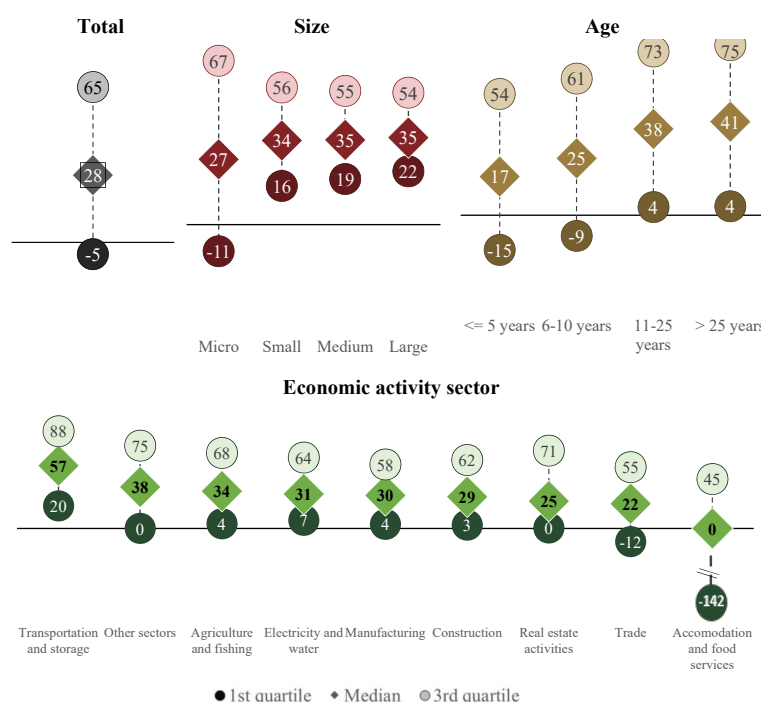 Total Size Age
65
28
-5
67 56 55 54
27 34 35 35
-11 16 19 22
54 61 73 75
17 25 38 41
-15 -9 4 4
Micro Small Medium Large
<= 5 years 6-10 years 11-25 > 25 years
years
Economic activity sector
88 75 68 64 58 62 71 55 45
57 38 34 31 30 29 25 22 0
20 0 4 7 4 3 0 -12 -142
Transportation Other sectors Agriculture Electricity and Manufacturing Construction Real estate Trade Accomodation
and storage and fishing water activities and food
services
1st quartile Median 3rd quartile